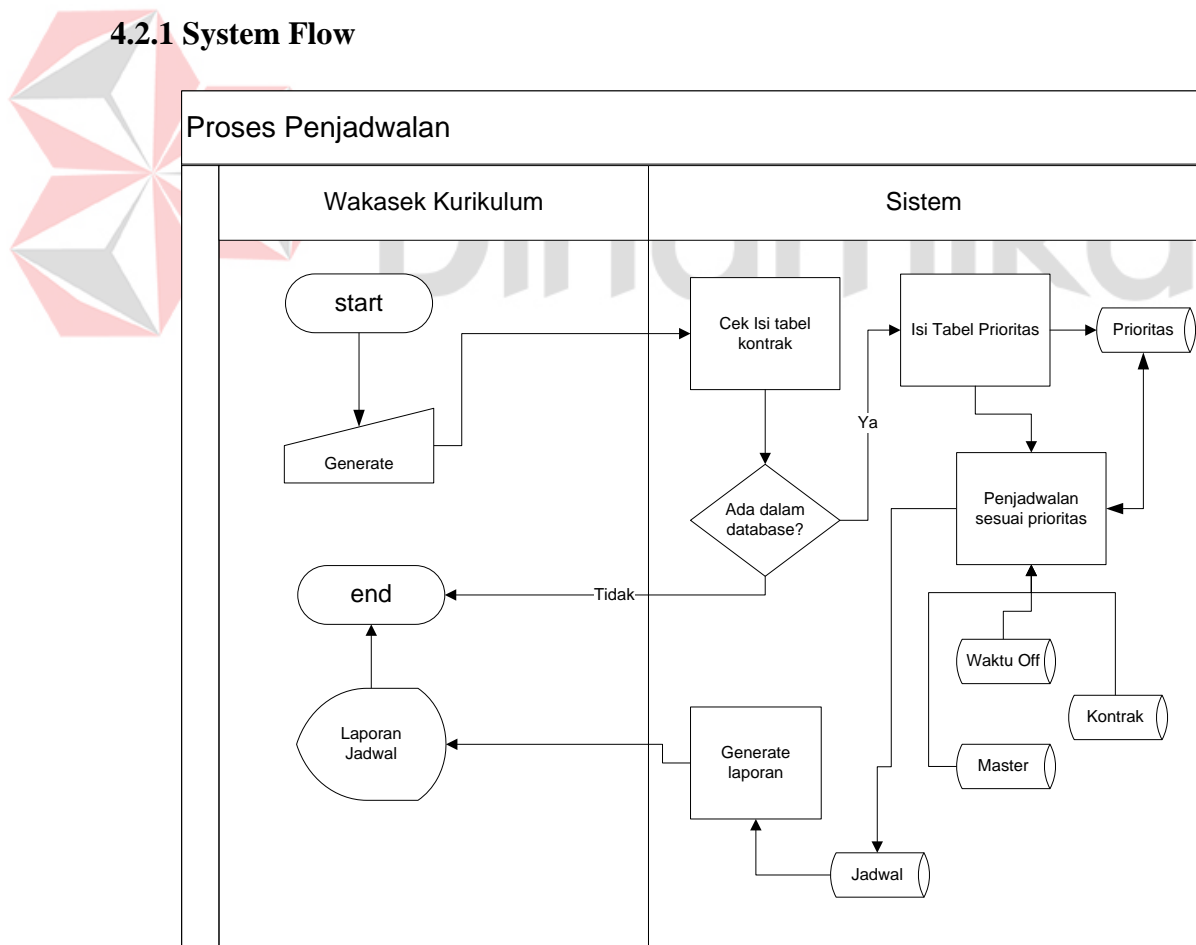 4.2.1 System Flow
Proses Penjadwalan
Wakasek Kurikulum
Sistem
start
Generate
end
Laporan
Jadwal
Cek Isi tabel
kontrak
Ada dalam
database?
Ya
Tidak
Isi Tabel Prioritas
Prioritas
Penjadwalan
sesuai prioritas
Waktu Off
Kontrak
Master
Generate
laporan
Jadwal